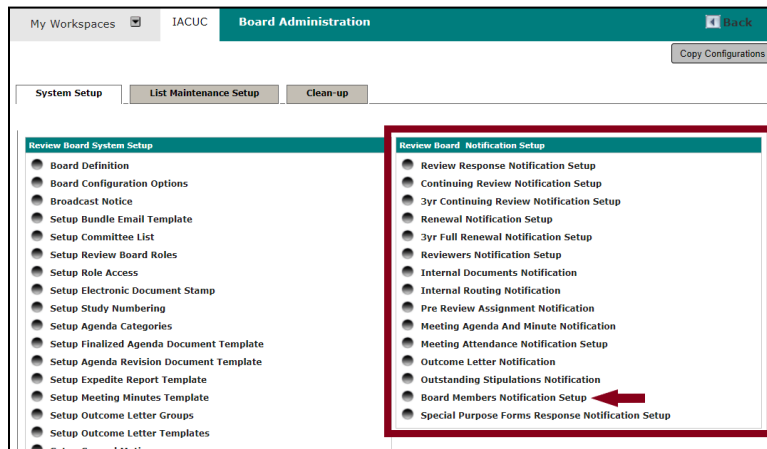 My Workspaces
IACUC
Board Administration
Back
Copy Configurations
System Setup
List Maintenance Setup
Clean-up
Review Board System Setup
Board Definition
Board Configuration Options
Broadcast Notice
Setup Bundle Email Template
Setup Committee List
Setup Review Board Roles
Setup Role Access
Setup Electronic Document Stamp
Setup Study Numbering
Setup Agenda Categories
Setup Finalized Agenda Document Template
Setup Agenda Revision Document Template
Setup Expedite Report Template
Setup Meeting Minutes Template
Setup Outcome Letter Groups
Setup Outcome Letter Templates
Review Board Notification Setup
Review Response Notification Setup
Continuing Review Notification Setup
3yr Continuing Review Notification Setup
Renewal Notification Setup
3yr Full Renewal Notification Setup
Reviewers Notification Setup
Internal Documents Notification
Internal Routing Notification
Pre Review Assignment Notification
Meeting Agenda And Minute Notification
Meeting Attendance Notification Setup
Outcome Letter Notification
Outstanding Stipulations Notification
Board Members Notification Setup
Special Purpose Forms Response Notification Setup